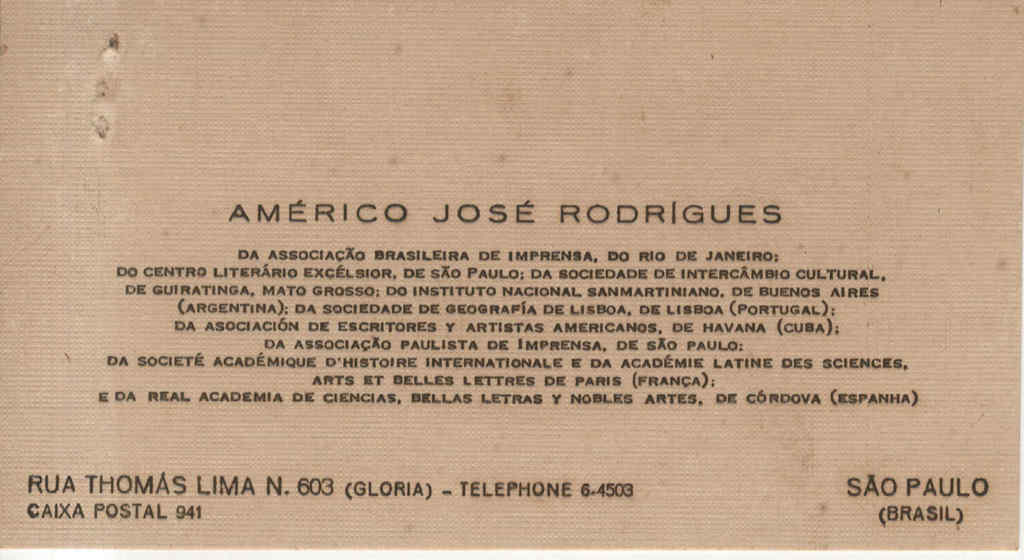 AMÉRICO JOSÉ RODRÍGUES
DA ASSOCIAÇÃO BRASILEIRA DE IMPRENSA, DO RIO DE JANEIRO;
DO CENTRO LITERÁRIO EXCÉLSIOR, DE SÃO PAULO; DA SOCIEDADE DE INTERCÂMBIO CULTURAL,
DE GUIRATINGA, MATO GROSSO; DO INSTITUTO NACIONAL SANMARTINIANO, DE BUENOS AIRES
(ARGENTINA); DA SOCIEDADE DE GEOGRAFÍA DE LISBOA, DE LISBOA (PORTUGAL);
DA ASOCIACIÓN DE ESCRITORES Y ARTISTAS AMERICANOS, DE HAVANA (CUBA);
DA ASSOCIAÇÃO PAULISTA DE IMPRENSA, DE SÃO PAULO;
DA SOCIETÉ ACADÉMIQUE D'HISTOIRE INTERNATIONALE E DA ACADÉMIE LATINE DES SCIENCES,
ARTS ET BELLES LETTRES DE PARIS (FRANÇA);
E DA REAL ACADEMIA DE CIENCIAS, BELLAS LETRAS Y NOBLES ARTES, DE CÓRDOVA (ESPANHA)
RUA THOMÁS LIMA N. 603 (GLORIA) - TELEPHONE 6-4503
CAIXA POSTAL 941
SÃO PAULO
(BRASIL)